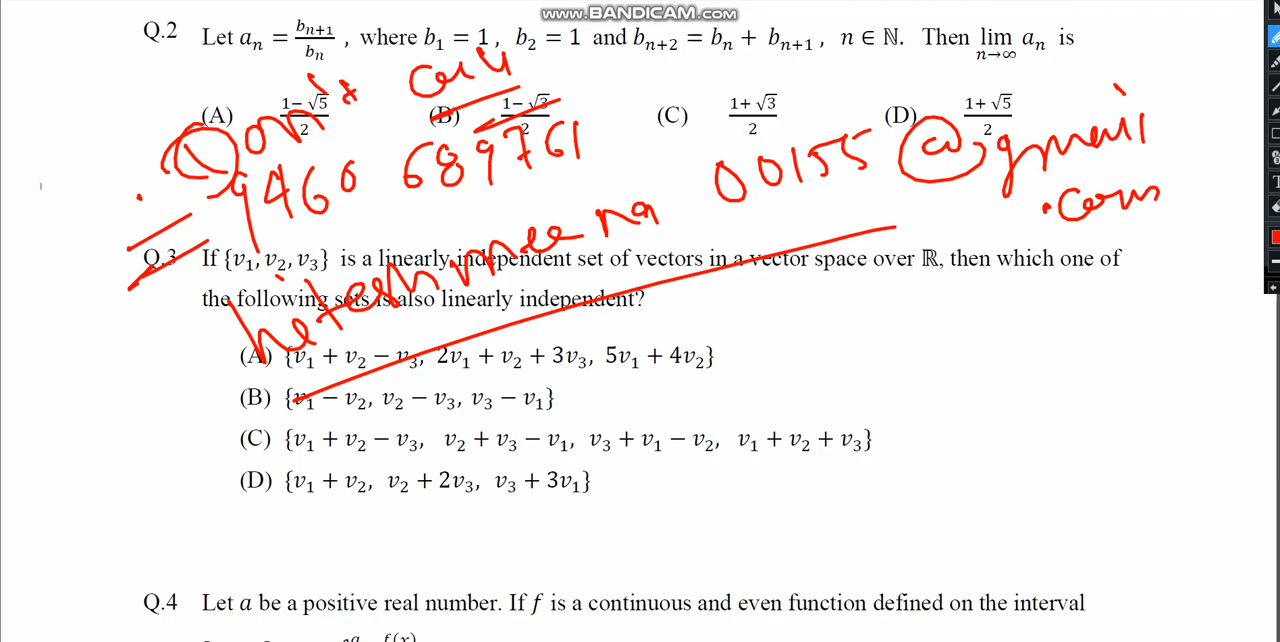 www.BANDICAM.com
Q.2 Let aₙ = bₙ₊₁/bₙ , where b₁ = 1, b₂ = 1 and bₙ₊₂ = bₙ + bₙ₊₁, n ∈ ℕ. Then lim n→∞ aₙ is
(A) (1− √5)/2 (B) (1− √3)/2 (C) (1+ √3)/2 (D) (1+ √5)/2
Don't call
9460 689761
hiteshmeena 00155 @gmail
.com
Q.3 If {v₁, v₂, v₃} is a linearly independent set of vectors in a vector space over ℝ, then which one of
the following sets is also linearly independent?
(A) {v₁ + v₂ − v₃, 2v₁ + v₂ + 3v₃, 5v₁ + 4v₂}
(B) {v₁ − v₂, v₂ − v₃, v₃ − v₁}
(C) {v₁ + v₂ − v₃, v₂ + v₃ − v₁, v₃ + v₁ − v₂, v₁ + v₂ + v₃}
(D) {v₁ + v₂, v₂ + 2v₃, v₃ + 3v₁}
Q.4 Let a be a positive real number. If f is a continuous and even function defined on the interval
f(x)